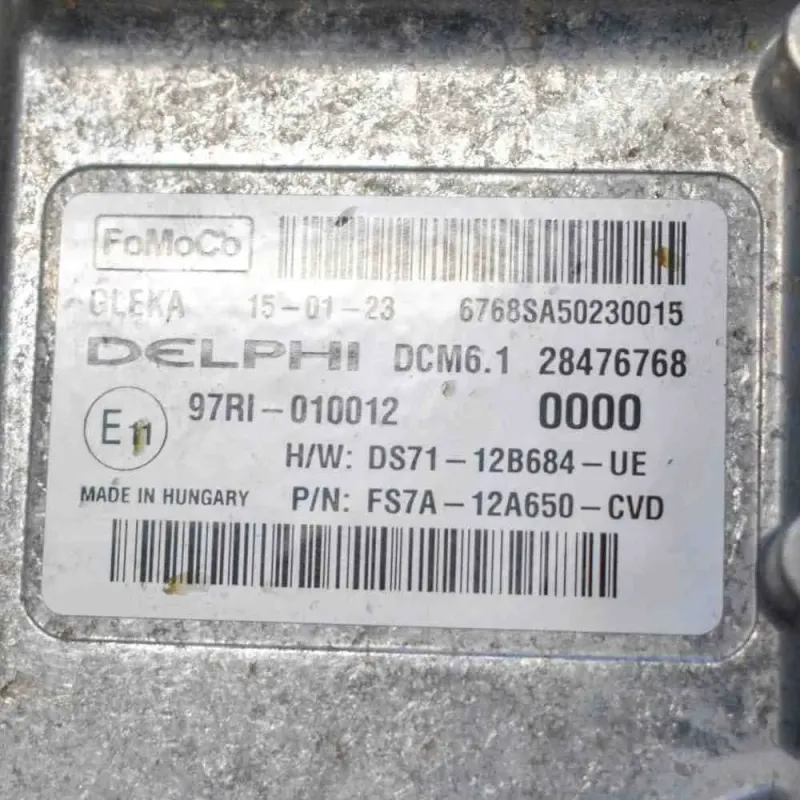 FoMoCo
GLEKA 15-01-23 6768SA50230015
DELPHI DCM6.1 28476768
E11 97RI-010012 0000
H/W: DS71-12B684-UE
MADE IN HUNGARY P/N: FS7A-12A650-CVD